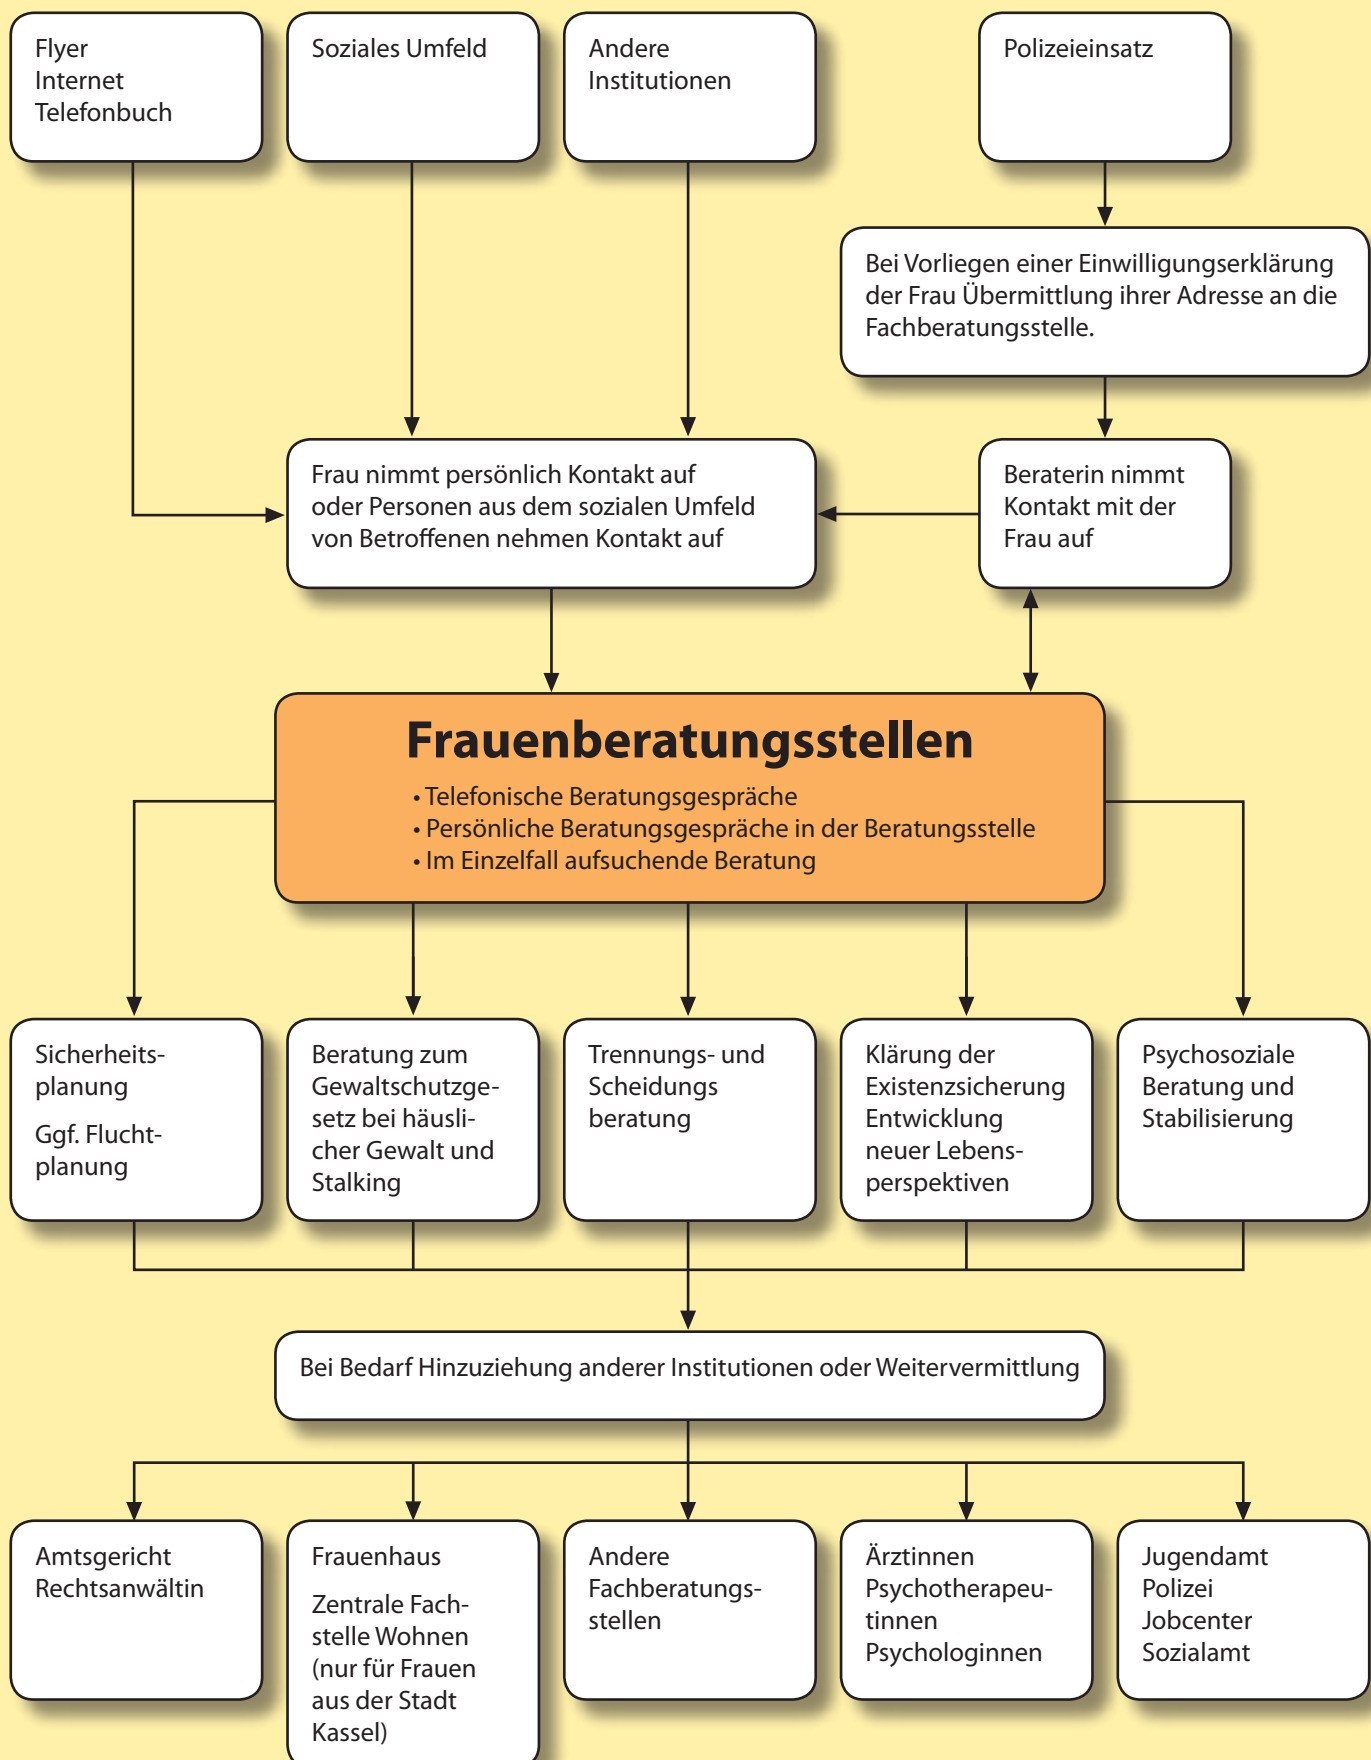 Flyer
Internet
Telefonbuch
Soziales Umfeld
Andere
Institutionen
Polizeieinsatz
Bei Vorliegen einer Einwilligungserklärung
der Frau Übermittlung ihrer Adresse an die
Fachberatungsstelle.
Frau nimmt persönlich Kontakt auf
oder Personen aus dem sozialen Umfeld
von Betroffenen nehmen Kontakt auf
Beraterin nimmt
Kontakt mit der
Frau auf
Frauenberatungsstellen
• Telefonische Beratungsgespräche
• Persönliche Beratungsgespräche in der Beratungsstelle
• Im Einzelfall aufsuchende Beratung
Sicherheits-
planung
Ggf. Flucht-
planung
Beratung zum
Gewaltschutzge-
setz bei häusli-
cher Gewalt und
Stalking
Trennungs- und
Scheidungs
beratung
Klärung der
Existenzsicherung
Entwicklung
neuer Lebens-
perspektiven
Psychosoziale
Beratung und
Stabilisierung
Bei Bedarf Hinzuziehung anderer Institutionen oder Weitervermittlung
Amtsgericht
Rechtsanwältin
Frauenhaus
Zentrale Fach-
stelle Wohnen
(nur für Frauen
aus der Stadt
Kassel)
Andere
Fachberatungs-
stellen
Ärztinnen
Psychotherapeu-
tinnen
Psychologinnen
Jugendamt
Polizei
Jobcenter
Sozialamt